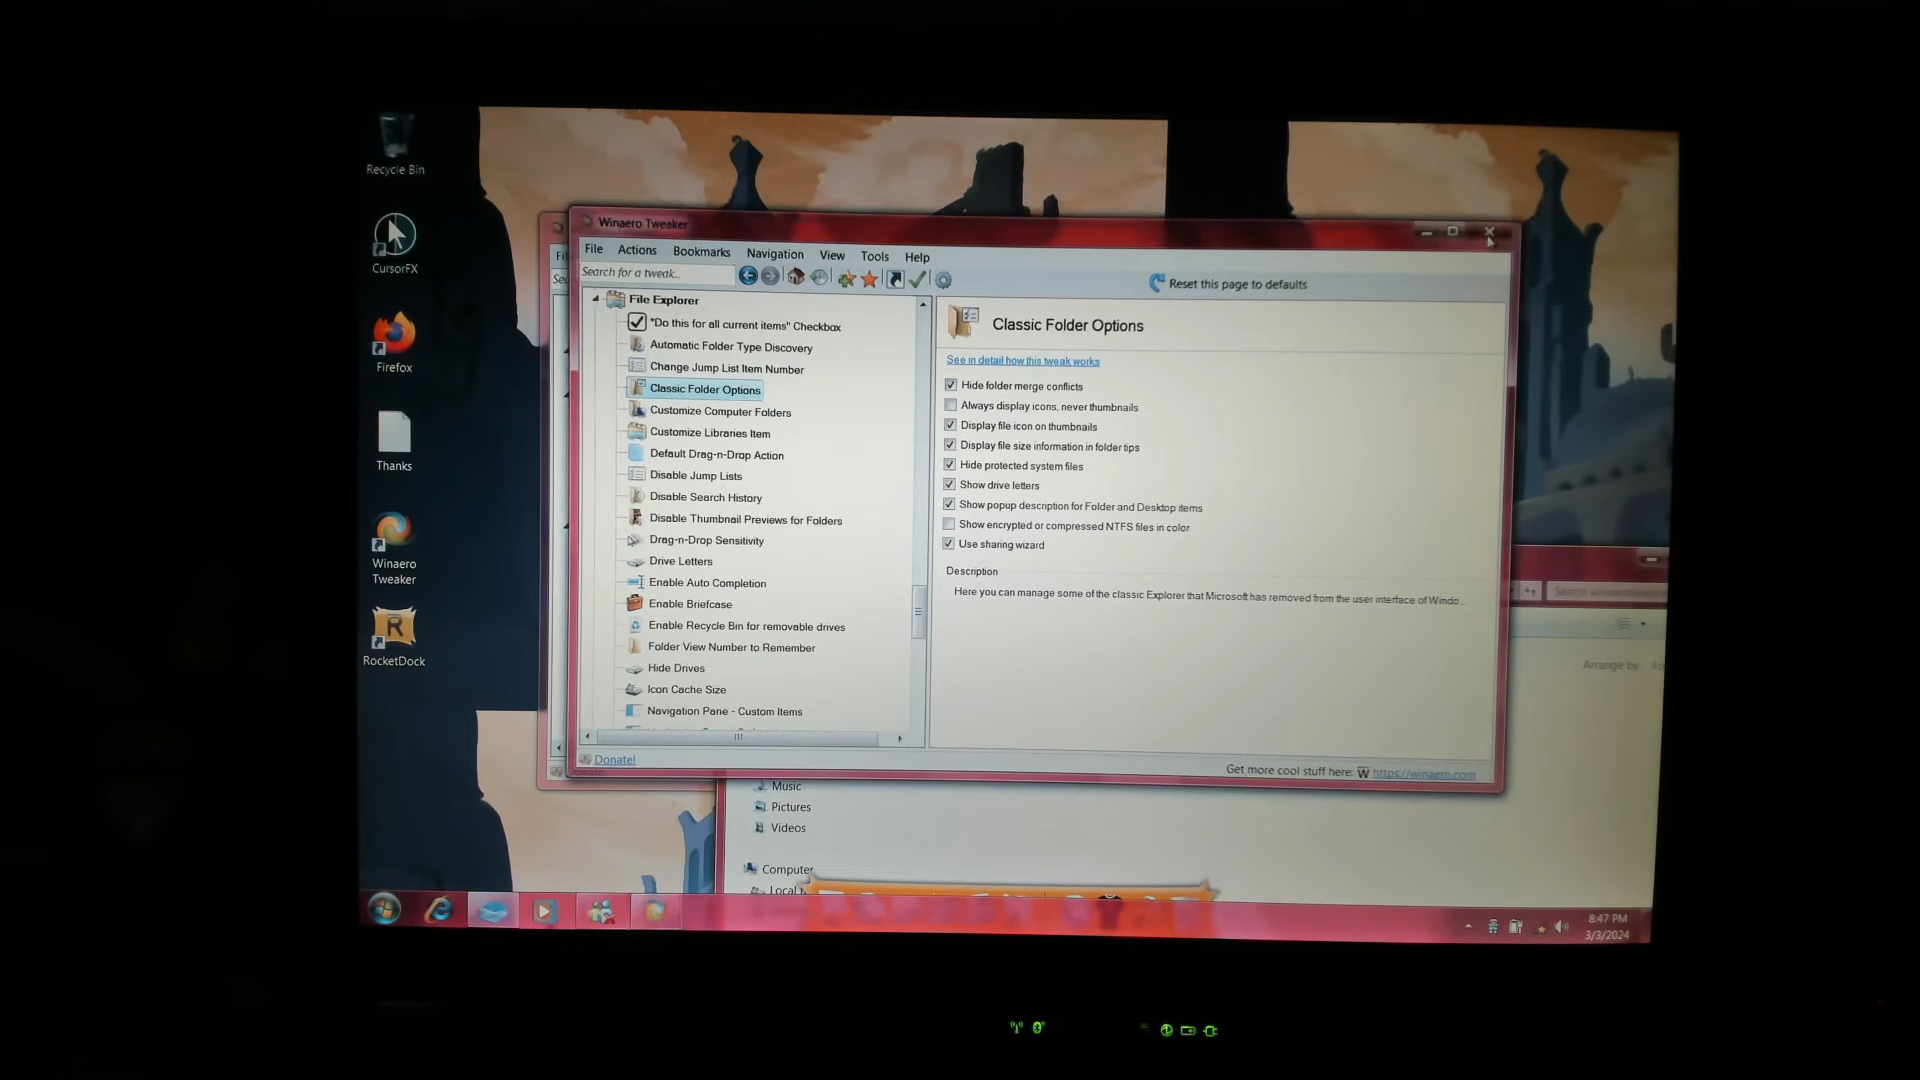 Recycle Bin
CursorFX
Firefox
Thanks
Winaero
Tweaker
RocketDock
Winaero Tweaker
File Actions Bookmarks Navigation View Tools Help
Search for a tweak...
Reset this page to defaults
File Explorer
"Do this for all current items" Checkbox
Automatic Folder Type Discovery
Change Jump List Item Number
Classic Folder Options
Customize Computer Folders
Customize Libraries Item
Default Drag-n-Drop Action
Disable Jump Lists
Disable Search History
Disable Thumbnail Previews for Folders
Drag-n-Drop Sensitivity
Drive Letters
Enable Auto Completion
Enable Briefcase
Enable Recycle Bin for removable drives
Folder View Number to Remember
Hide Drives
Icon Cache Size
Navigation Pane - Custom Items
Classic Folder Options
See in detail how this tweak works
Hide folder merge conflicts
Always display icons, never thumbnails
Display file icon on thumbnails
Display file size information in folder tips
Hide protected system files
Show drive letters
Show popup description for Folder and Desktop items
Show encrypted or compressed NTFS files in color
Use sharing wizard
Description
Here you can manage some of the classic Explorer that Microsoft has removed from the user interface of Windo...
Donate!
Get more cool stuff here: W https://winaero.com
Arrange by:
Music
Pictures
Videos
Computer
Local
8:47 PM
3/3/2024